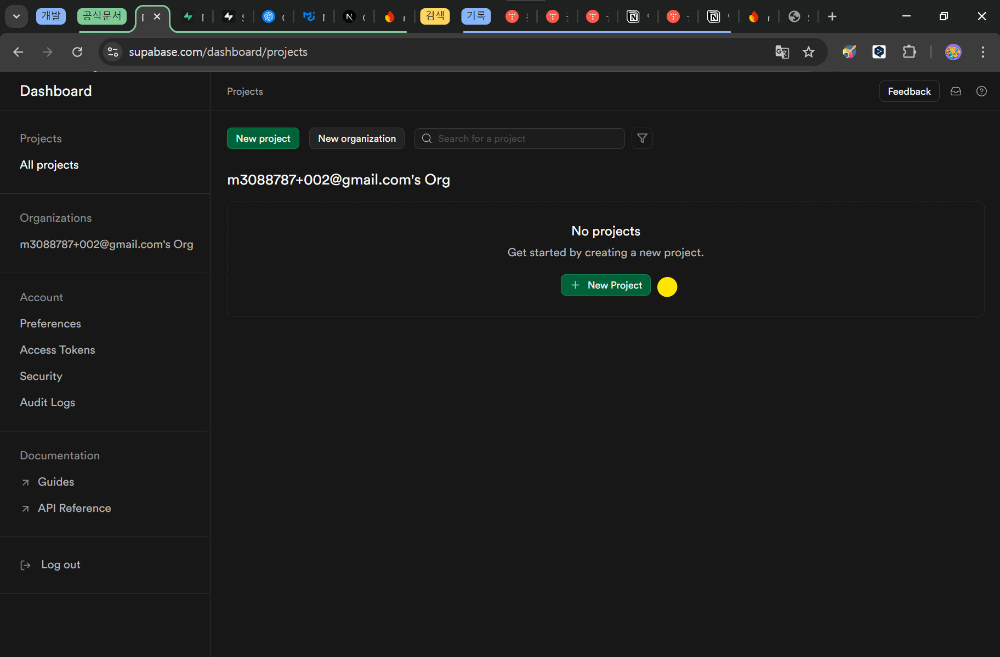 개발
공식문서
검색
기록
supabase.com/dashboard/projects
Dashboard
Projects
Feedback
Projects
All projects
Organizations
m3088787+002@gmail.com's Org
Account
Preferences
Access Tokens
Security
Audit Logs
Documentation
Guides
API Reference
Log out
New project
New organization
Search for a project
m3088787+002@gmail.com's Org
No projects
Get started by creating a new project.
New Project